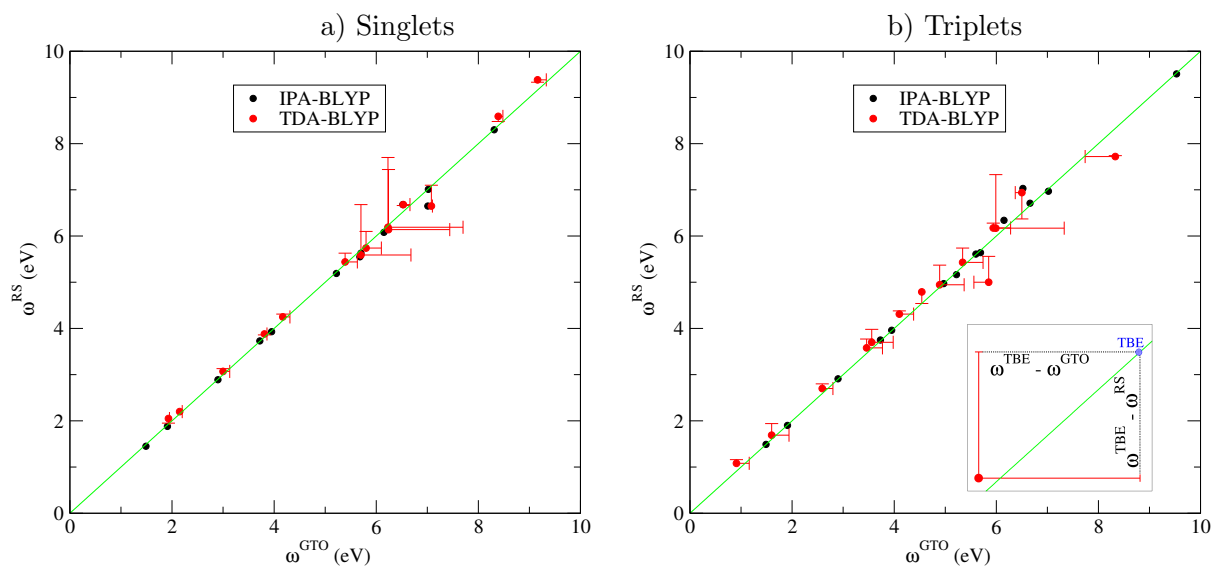 a) Singlets
10
8
6
4
2
0
0 2 4 6 8 10
ω^RS (eV)
ω^GTO (eV)
IPA-BLYP
TDA-BLYP
b) Triplets
10
8
6
4
2
0
0 2 4 6 8 10
ω^RS (eV)
ω^GTO (eV)
IPA-BLYP
TDA-BLYP
TBE
ω^TBE - ω^GTO
ω^TBE - ω^RS